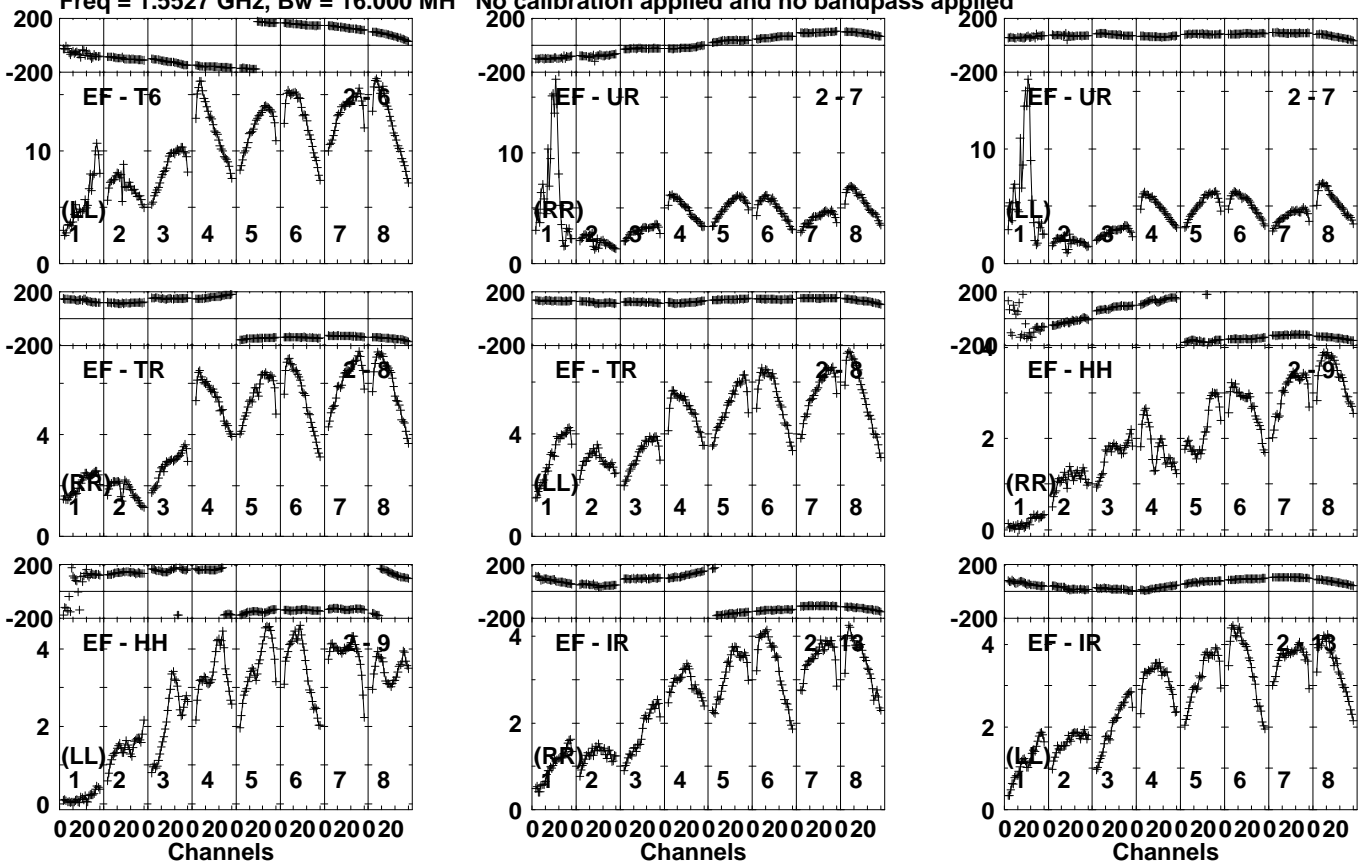 Freq = 1.5527 GHz, Bw = 16.000 MH No calibration applied and no bandpass applied
200 200 200
-200 -200 -200
EF - T6 2 - 6 EF - UR 2 - 7 EF - UR 2 - 7
10 10 10
(LL) (RR) (LL)
1 2 3 4 5 6 7 8 1 2 3 4 5 6 7 8 1 2 3 4 5 6 7 8
0 0 0
200 200 200
-200 -200 -200
4
EF - TR 2 - 8 EF - TR 2 - 8 EF - HH 2 - 9
4 4 2
(RR) (LL) (RR)
1 2 3 4 5 6 7 8 1 2 3 4 5 6 7 8 1 2 3 4 5 6 7 8
0 0 0
200 200 200
-200 -200 -200
EF - HH 2 - 9 EF - IR 2 - 13 EF - IR 2 - 13
4 4 4
2 2 2
(LL) (RR) (LL)
1 2 3 4 5 6 7 8 1 2 3 4 5 6 7 8 1 2 3 4 5 6 7 8
0 0 0
0 20 0 20 0 20 0 20 0 20 0 20 0 20 0 20 0 20 0 20 0 20 0 20 0 20 0 20 0 20 0 20 0 20 0 20 0 20 0 20 0 20 0 20 0 20 0 20
Channels Channels Channels